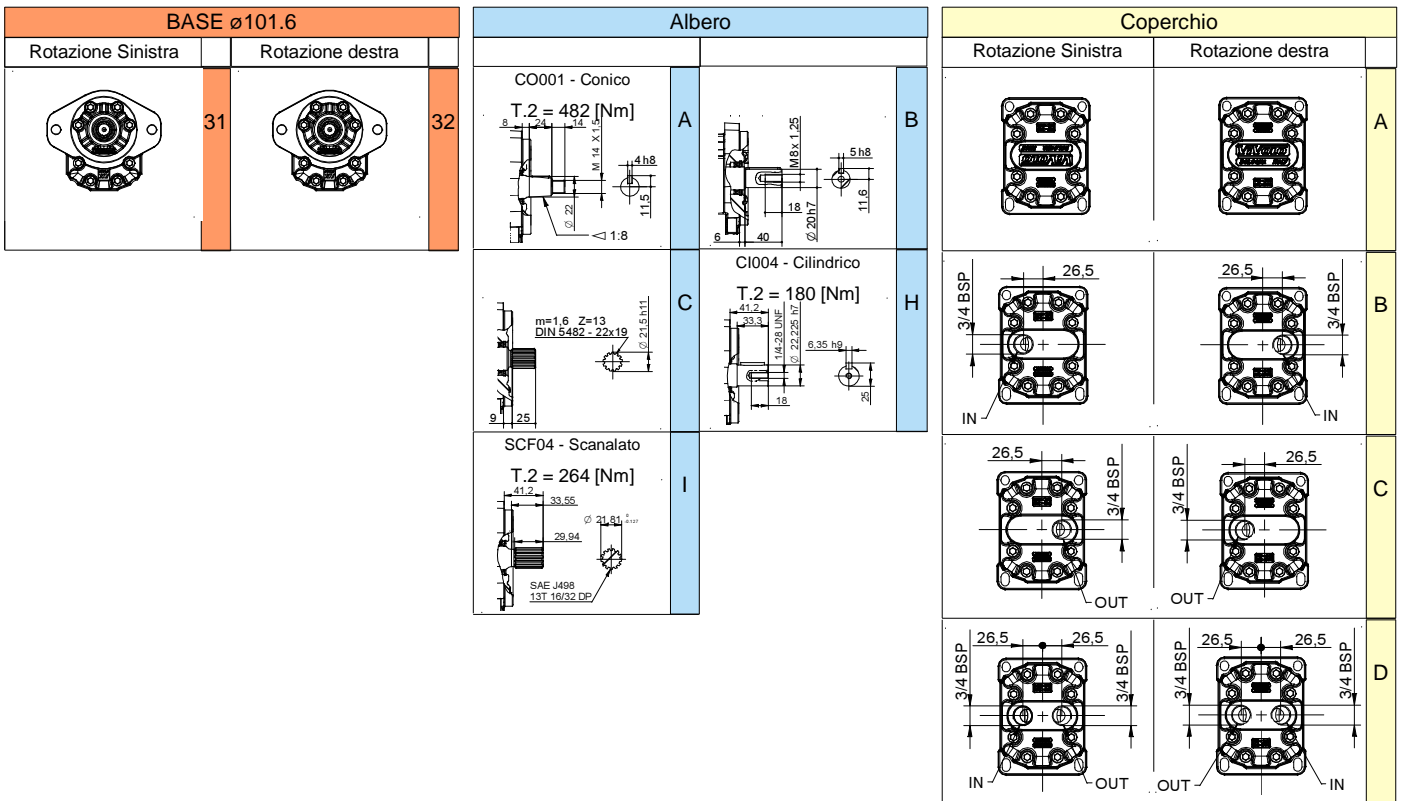 BASE ø101.6
Rotazione Sinistra
Rotazione destra
31
32
Albero
CO001 - Conico
T.2 = 482 [Nm]
8
24
14
M 14 X 1,5
4 h8
11,5
∅ 22
1:8
A
M8 x 1,25
5 h8
11,6
18
∅ 20 h7
6
40
B
m=1,6 Z=13
DIN 5482 - 22x19
∅ 21,5 h11
9
25
C
CI004 - Cilindrico
T.2 = 180 [Nm]
41,2
33,3
1/4-28 UNF
∅ 22,225 h7
6,35 h9
25
18
H
SCF04 - Scanalato
T.2 = 264 [Nm]
41,2
33,55
∅ 21,81 0 -0.127
29,94
SAE J498
13T 16/32 DP
I
Coperchio
Rotazione Sinistra
Rotazione destra
A
26,5
3/4 BSP
IN
26,5
3/4 BSP
IN
B
26,5
3/4 BSP
OUT
26,5
3/4 BSP
OUT
C
26,5
26,5
3/4 BSP
3/4 BSP
IN
OUT
26,5
26,5
3/4 BSP
3/4 BSP
OUT
IN
D